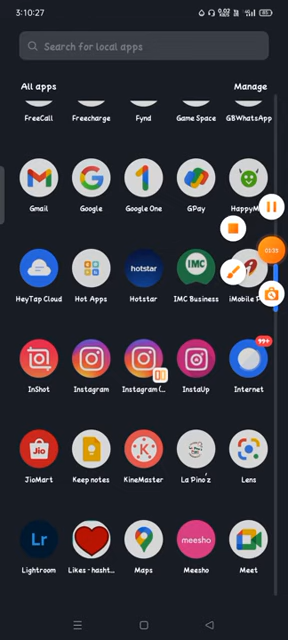 3:10:27
Search for local apps
All apps
Manage
FreeCall
Freecharge
Fynd
Game Space
GBWhatsApp
Gmail
Google
Google One
GPay
HappyM
HeyTap Cloud
Hot Apps
hotstar
Hotstar
IMC
IMC Business
iMobile P
99+
InShot
Instagram
Instagram (...
InstaUp
Internet
Jio
JioMart
Keep notes
K
KineMaster
La Pino'z
Lens
Lr
Lightroom
Likes - hasht...
Maps
meesho
Meesho
Meet